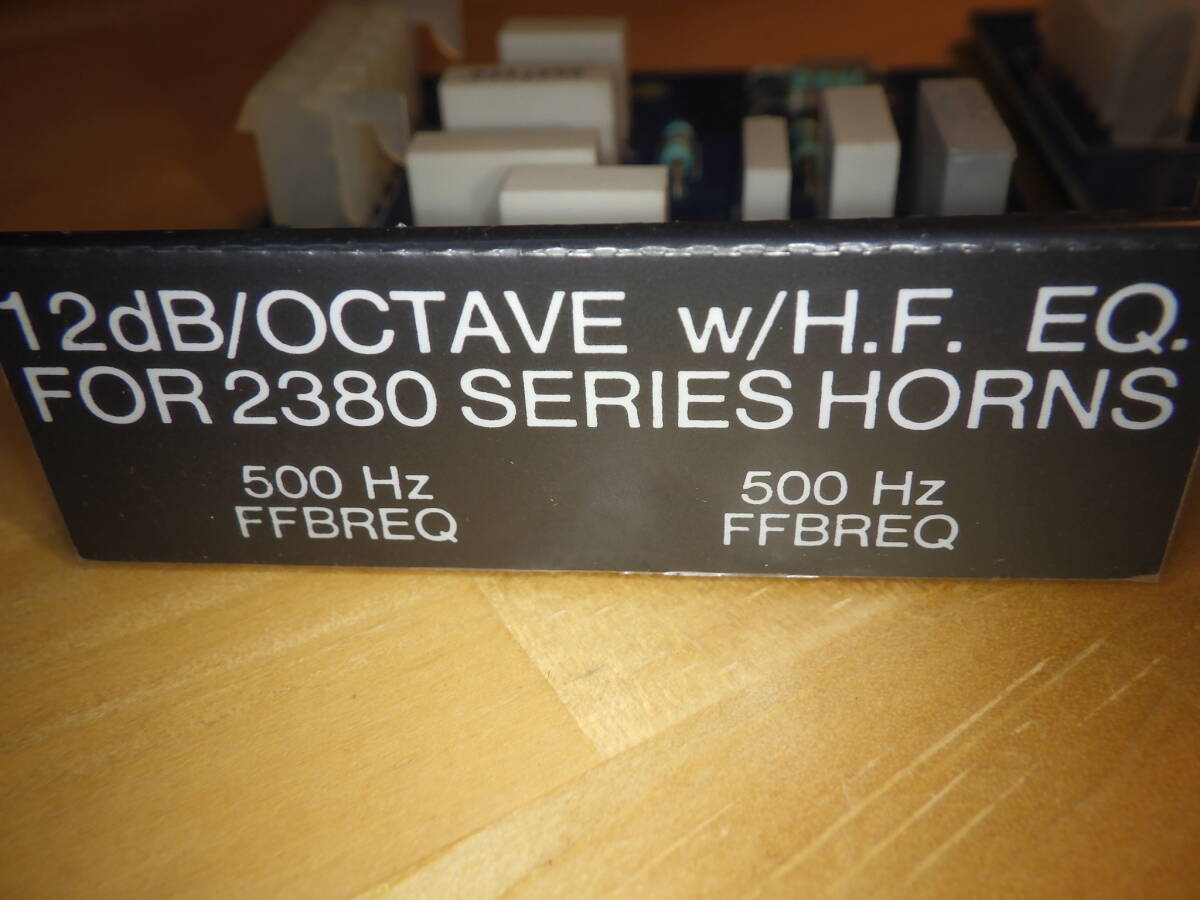 12dB/OCTAVE w/H.F. EQ.
FOR 2380 SERIES HORNS
500 Hz 500 Hz
FFBREQ FFBREQ